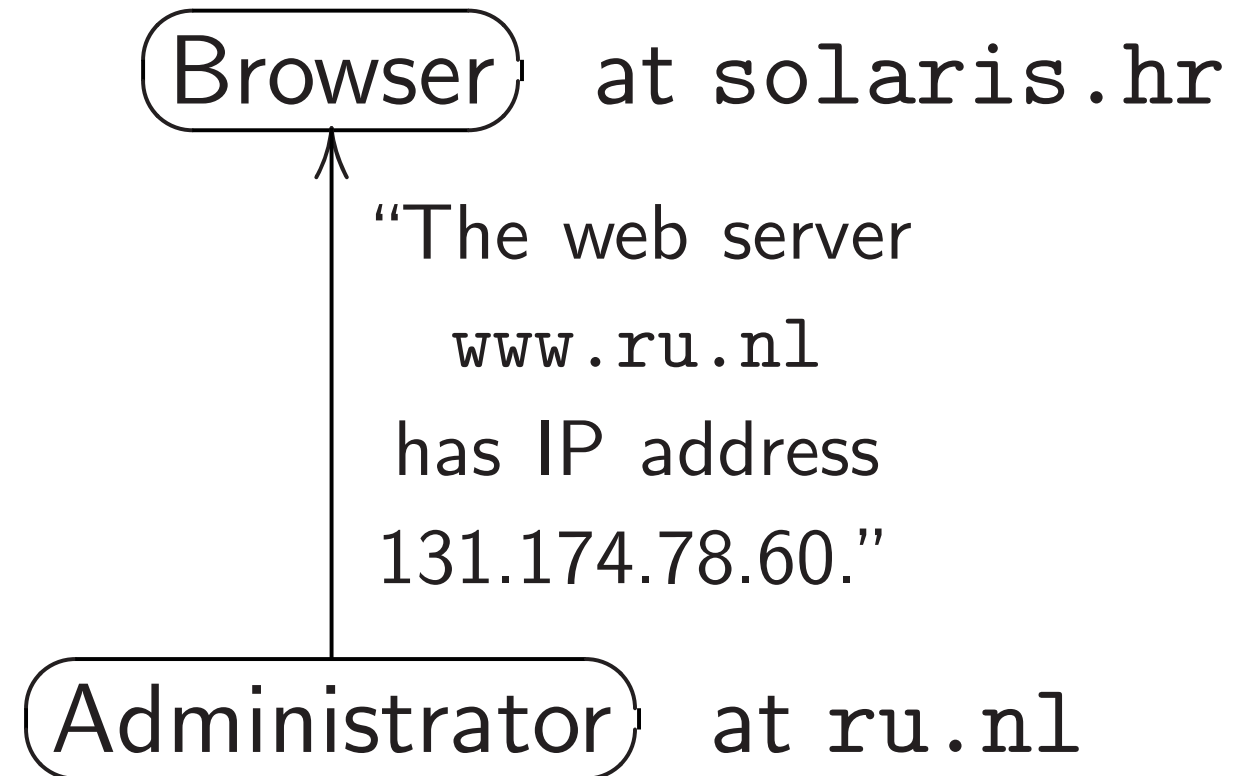 Browser at solaris.hr
“The web server
www.ru.nl
has IP address
131.174.78.60.”
Administrator at ru.nl